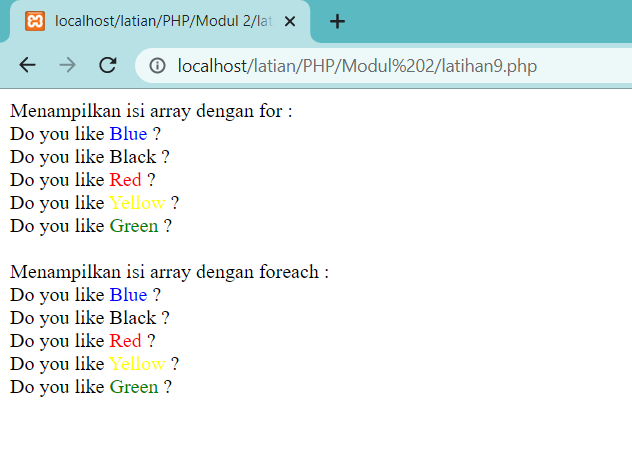 localhost/latian/PHP/Modul 2/lat
localhost/latian/PHP/Modul%202/latihan9.php
Menampilkan isi array dengan for :
Do you like Blue ?
Do you like Black ?
Do you like Red ?
Do you like Yellow ?
Do you like Green ?
Menampilkan isi array dengan foreach :
Do you like Blue ?
Do you like Black ?
Do you like Red ?
Do you like Yellow ?
Do you like Green ?